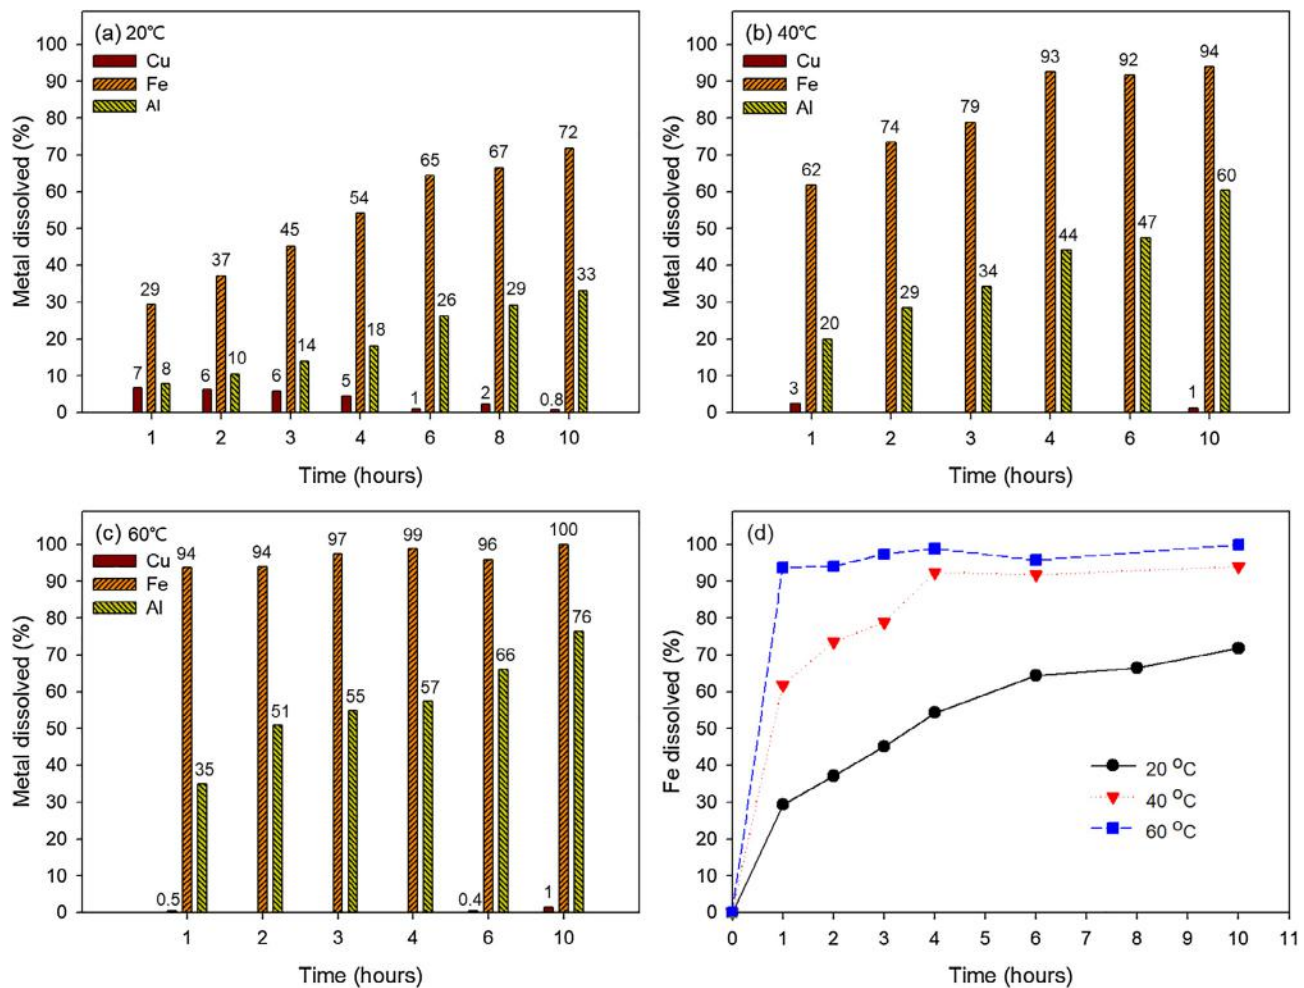 (a) 20℃
Cu
Fe
Al
Metal dissolved (%)
100
90
80
70
60
50
40
30
20
10
0
7 29 8
6 37 10
6 45 14
5 54 18
1 65 26
2 67 29
0.8 72 33
1 2 3 4 6 8 10
Time (hours)
(b) 40℃
Cu
Fe
Al
Metal dissolved (%)
100
90
80
70
60
50
40
30
20
10
0
3 62 20
74 29
79 34
93 44
92 47
1 94 60
1 2 3 4 6 10
Time (hours)
(c) 60℃
Cu
Fe
Al
Metal dissolved (%)
100
90
80
70
60
50
40
30
20
10
0
0.5 94 35
94 51
97 55
99 57
0.4 96 66
1 100 76
1 2 3 4 6 10
Time (hours)
(d)
Fe dissolved (%)
100
90
80
70
60
50
40
30
20
10
0
20 °C
40 °C
60 °C
0 1 2 3 4 5 6 7 8 9 10 11
Time (hours)